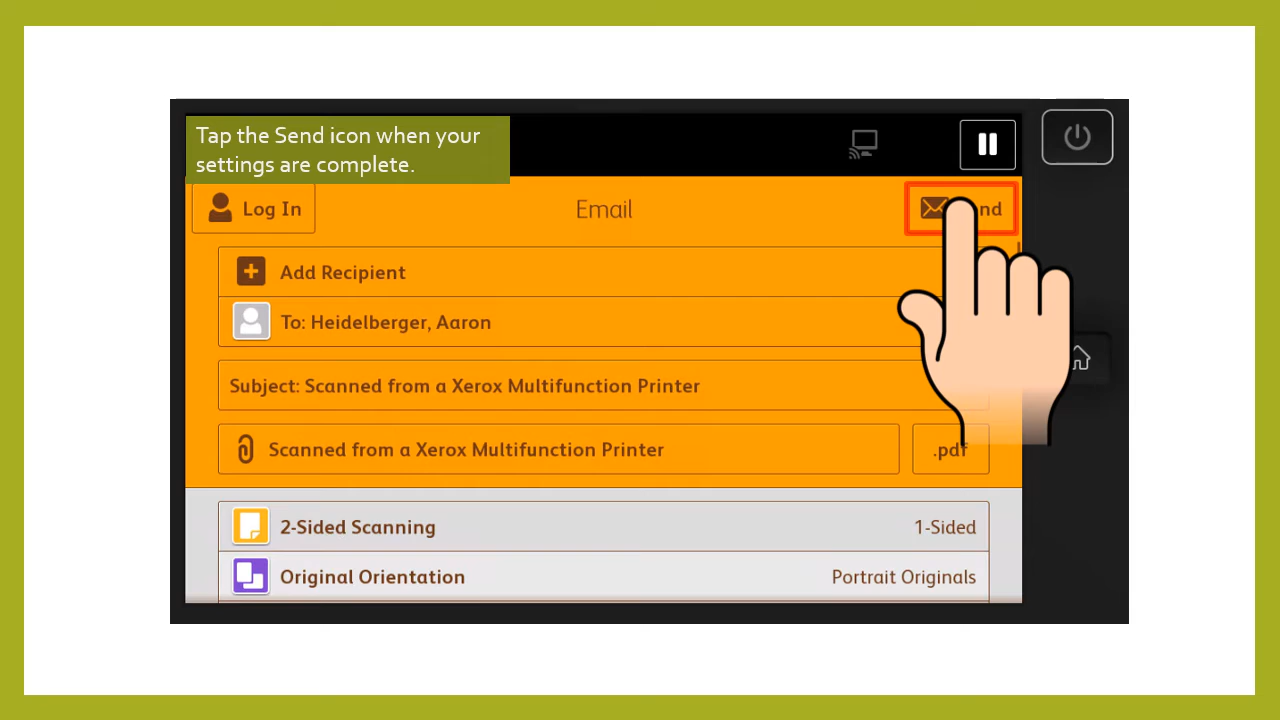 Tap the Send icon when your
settings are complete.
Log In
Email
nd
Add Recipient
To: Heidelberger, Aaron
Subject: Scanned from a Xerox Multifunction Printer
Scanned from a Xerox Multifunction Printer
.pdf
2-Sided Scanning
1-Sided
Original Orientation
Portrait Originals